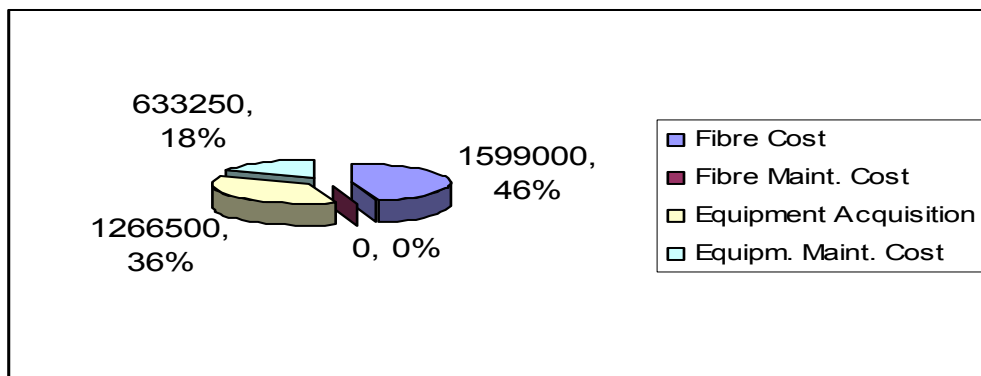 633250,
18%
1599000,
46%
1266500,
36%
0, 0%
Fibre Cost
Fibre Maint. Cost
Equipment Acquisition
Equipm. Maint. Cost